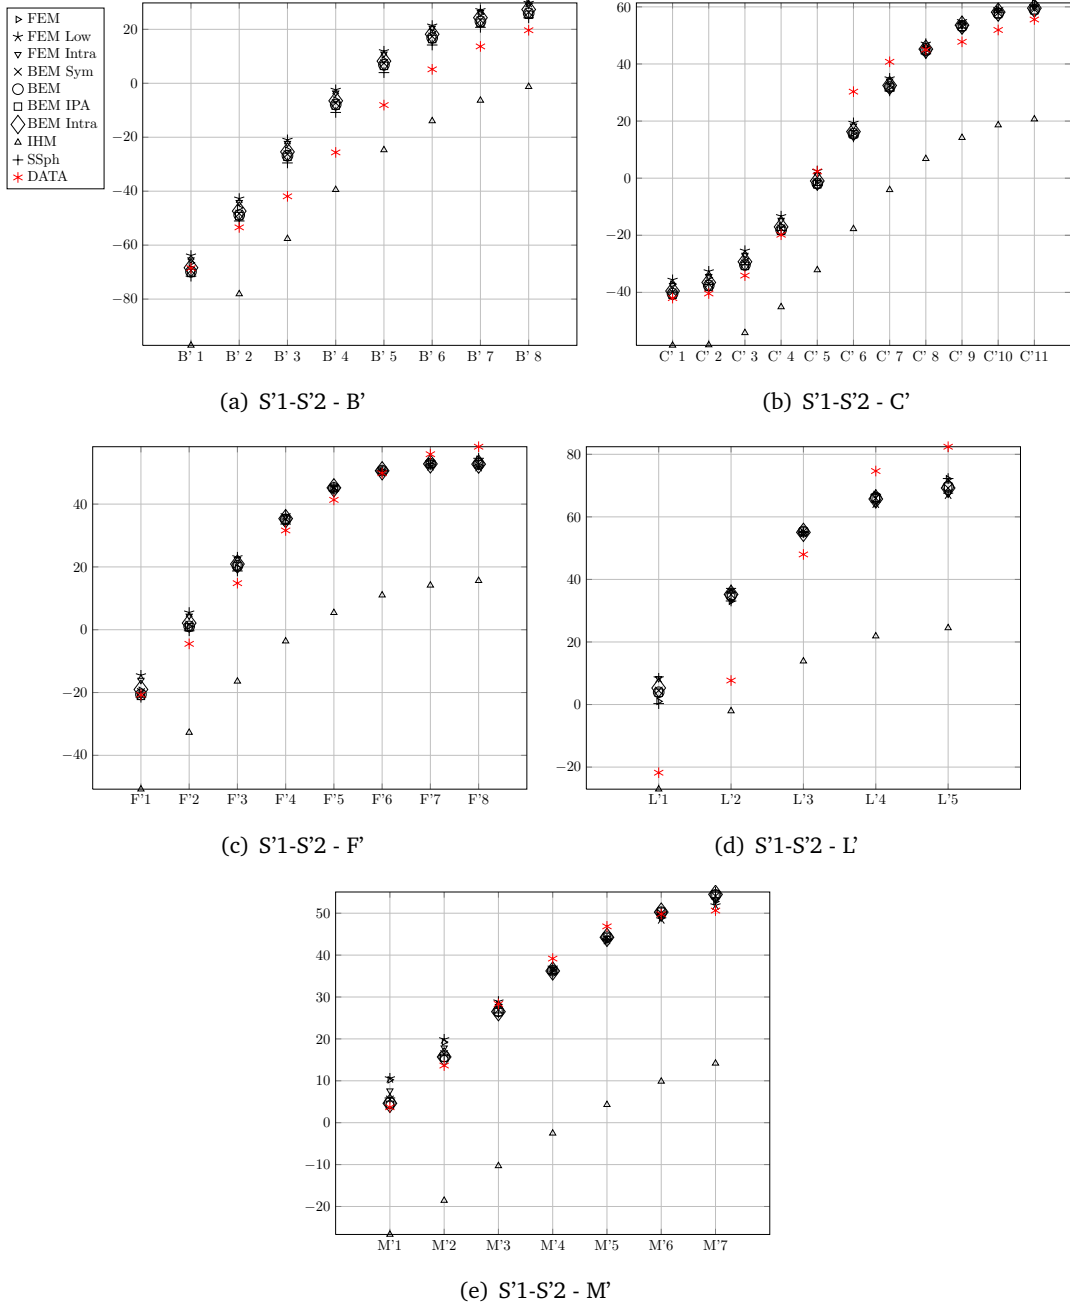 FEM
FEM Low
FEM Intra
BEM Sym
BEM
BEM IPA
BEM Intra
IHM
SSph
DATA
20
0
−20
−40
−60
−80
B' 1 B' 2 B' 3 B' 4 B' 5 B' 6 B' 7 B' 8
(a) S'1-S'2 - B'
60
40
20
0
−20
−40
C' 1 C' 2 C' 3 C' 4 C' 5 C' 6 C' 7 C' 8 C' 9 C'10 C'11
(b) S'1-S'2 - C'
40
20
0
−20
−40
F'1 F'2 F'3 F'4 F'5 F'6 F'7 F'8
(c) S'1-S'2 - F'
80
60
40
20
0
−20
L'1 L'2 L'3 L'4 L'5
(d) S'1-S'2 - L'
50
40
30
20
10
0
−10
−20
M'1 M'2 M'3 M'4 M'5 M'6 M'7
(e) S'1-S'2 - M'